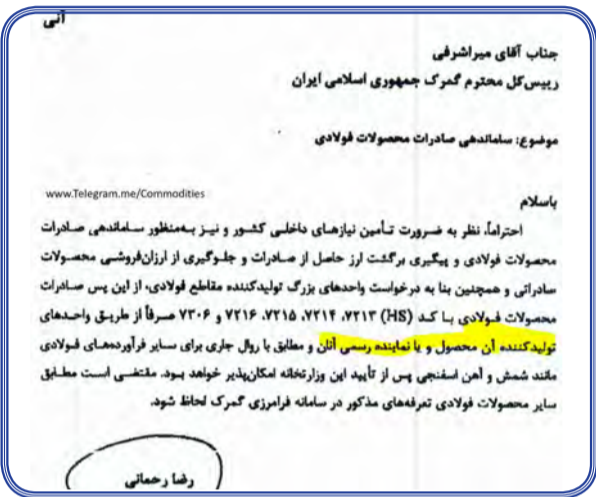 آنی
جناب آقای میراشرفی
رییس‌کل محترم گمرک جمهوری اسلامی ایران
موضوع: ساماندهی صادرات محصولات فولادی
www.Telegram.me/Commodities
باسلام
احتراماً، نظر به ضرورت تأمین نیازهای داخلی کشور و نیز به‌منظور ساماندهی صادرات
محصولات فولادی و پیگیری برگشت ارز حاصل از صادرات و جلوگیری از ارزان‌فروشی محصولات
صادراتی و همچنین بنا به درخواست واحدهای بزرگ تولیدکننده مقاطع فولادی، از این پس صادرات
محصولات فولادی با کد (HS) ۷۲۱۳، ۷۲۱۴، ۷۲۱۵، ۷۲۱۶ و ۷۳۰۶ صرفاً از طریق واحدهای
تولیدکننده آن محصول و یا نماینده رسمی آنان و مطابق با روال جاری برای سایر فرآورده‌های فولادی
مانند شمش و آهن اسفنجی پس از تأیید این وزارتخانه امکان‌پذیر خواهد بود. مقتضی است مطابق
سایر محصولات فولادی تعرفه‌های مذکور در سامانه فرامرزی گمرک لحاظ شود.
رضا رحمانی